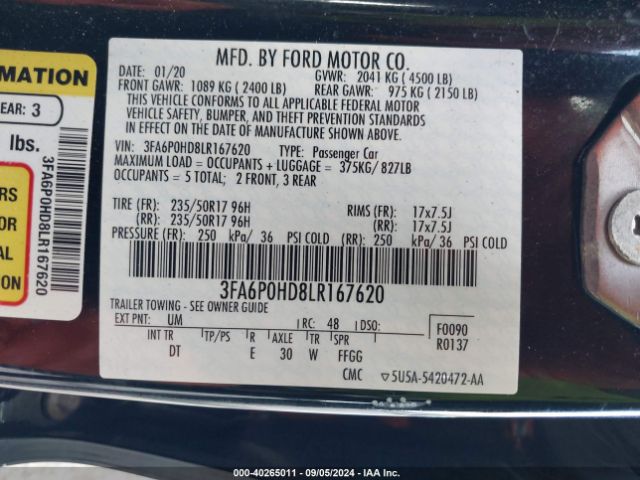 RMATION
EAR: 3
lbs.
3FA6P0HD8LR167620
ERS
OR
AL
ION
MFD. BY FORD MOTOR CO.
DATE: 01/20 GVWR: 2041 KG ( 4500 LB)
FRONT GAWR: 1089 KG ( 2400 LB) REAR GAWR: 975 KG ( 2150 LB)
THIS VEHICLE CONFORMS TO ALL APPLICABLE FEDERAL MOTOR
VEHICLE SAFETY, BUMPER, AND THEFT PREVENTION STANDARDS
IN EFFECT ON THE DATE OF MANUFACTURE SHOWN ABOVE.
VIN: 3FA6P0HD8LR167620 TYPE: Passenger Car
MAXIMUM LOAD = OCCUPANTS + LUGGAGE = 375KG/ 827LB
OCCUPANTS = 5 TOTAL; 2 FRONT, 3 REAR
TIRE (FR): 235/50R17 96H RIMS (FR): 17x7.5J
(RR): 235/50R17 96H (RR): 17x7.5J
PRESSURE (FR): 250 kPa/ 36 PSI COLD (RR): 250 kPa/ 36 PSI COLD
3FA6P0HD8LR167620
TRAILER TOWING - SEE OWNER GUIDE
EXT PNT: UM RC: 48 DSO: F0090
INT TR TP/PS R AXLE TR SPR R0137
DT E 30 W FFGG
CMC ▽5U5A-5420472-AA
000-40265011 - 09/05/2024 - IAA Inc.